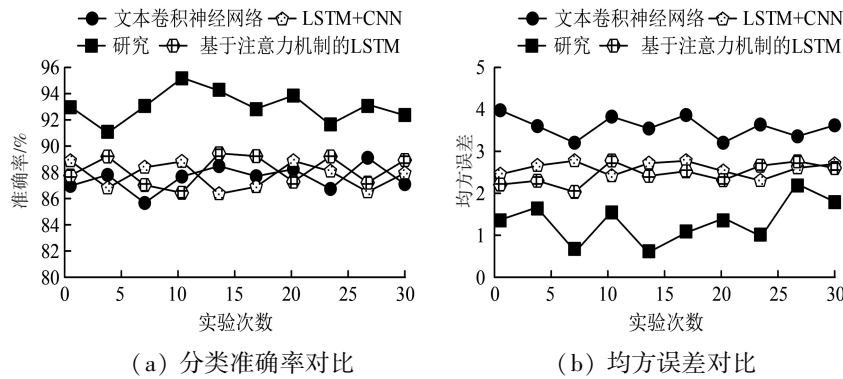 文本卷积神经网络 LSTM+CNN
研究 基于注意力机制的LSTM
96
94
92
90
88
86
84
82
80
准确率/%
0 5 10 15 20 25 30
实验次数
(a) 分类准确率对比
文本卷积神经网络 LSTM+CNN
研究 基于注意力机制的LSTM
5
4
3
2
1
0
均方误差
0 5 10 15 20 25 30
实验次数
(b) 均方误差对比